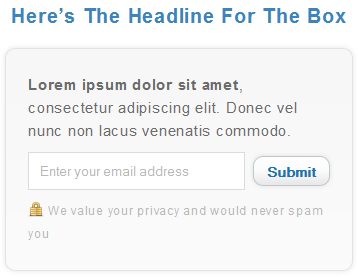 Here’s The Headline For The Box
Lorem ipsum dolor sit amet,
consectetur adipiscing elit. Donec vel
nunc non lacus venenatis commodo.
Enter your email address
Submit
We value your privacy and would never spam
you